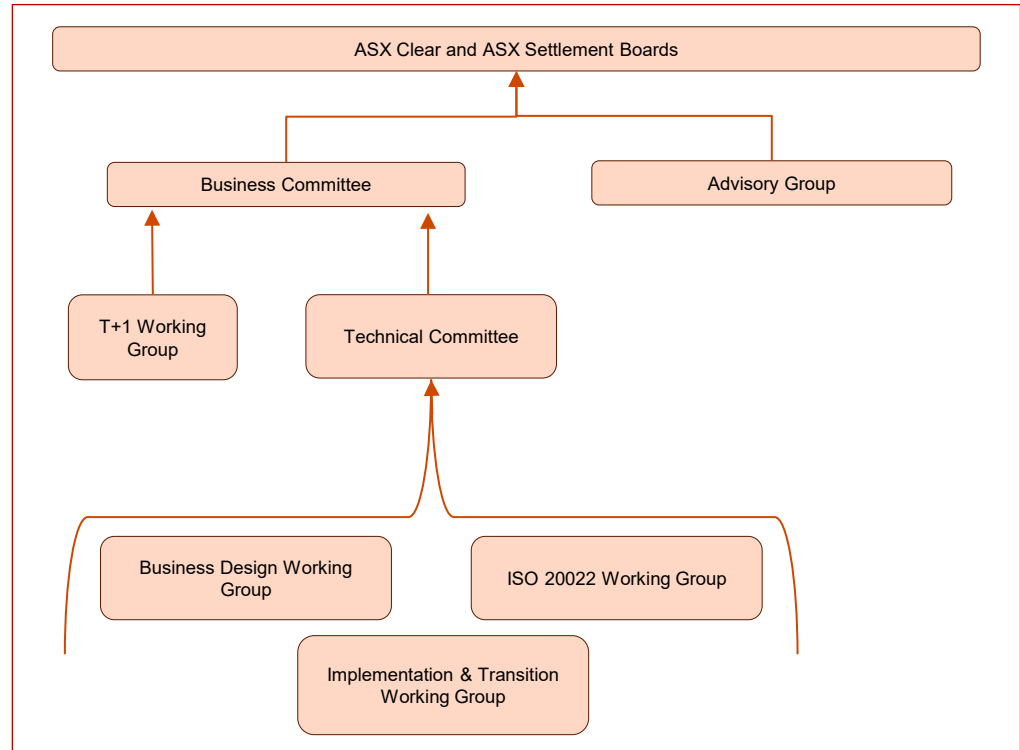 ASX Clear and ASX Settlement Boards
Business Committee
Advisory Group
T+1 Working
Group
Technical Committee
Business Design Working
Group
ISO 20022 Working Group
Implementation & Transition
Working Group